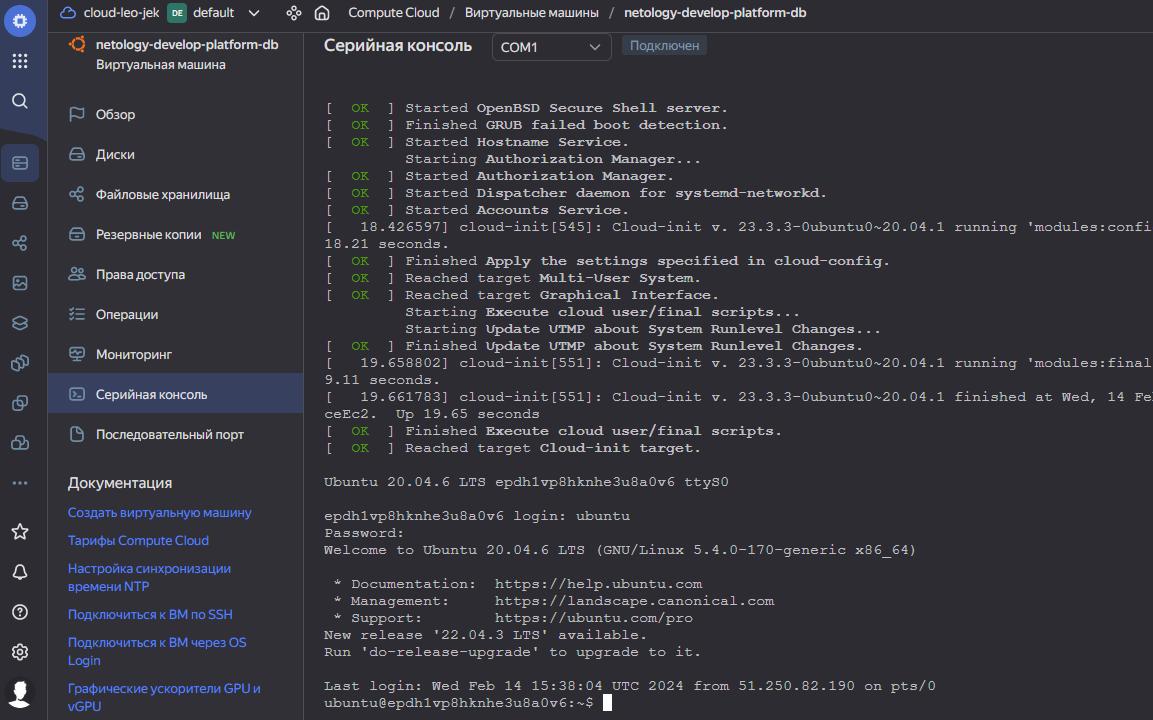 cloud-leo-jek DE default Compute Cloud / Виртуальные машины / netology-develop-platform-db
netology-develop-platform-db
Виртуальная машина
Обзор
Диски
Файловые хранилища
Резервные копии NEW
Права доступа
Операции
Мониторинг
Серийная консоль
Последовательный порт
Документация
Создать виртуальную машину
Тарифы Compute Cloud
Настройка синхронизации
времени NTP
Подключиться к ВМ по SSH
Подключиться к ВМ через OS
Login
Графические ускорители GPU и
vGPU
Серийная консоль COM1 Подключен
[  OK  ] Started OpenBSD Secure Shell server.
[  OK  ] Finished GRUB failed boot detection.
[  OK  ] Started Hostname Service.
         Starting Authorization Manager...
[  OK  ] Started Authorization Manager.
[  OK  ] Started Dispatcher daemon for systemd-networkd.
[  OK  ] Started Accounts Service.
[   18.426597] cloud-init[545]: Cloud-init v. 23.3.3-0ubuntu0~20.04.1 running 'modules:confi
18.21 seconds.
[  OK  ] Finished Apply the settings specified in cloud-config.
[  OK  ] Reached target Multi-User System.
[  OK  ] Reached target Graphical Interface.
         Starting Execute cloud user/final scripts...
         Starting Update UTMP about System Runlevel Changes...
[  OK  ] Finished Update UTMP about System Runlevel Changes.
[   19.658802] cloud-init[551]: Cloud-init v. 23.3.3-0ubuntu0~20.04.1 running 'modules:final
9.11 seconds.
[   19.661783] cloud-init[551]: Cloud-init v. 23.3.3-0ubuntu0~20.04.1 finished at Wed, 14 Fe
ceEc2.  Up 19.65 seconds
[  OK  ] Finished Execute cloud user/final scripts.
[  OK  ] Reached target Cloud-init target.
Ubuntu 20.04.6 LTS epdh1vp8hknhe3u8a0v6 ttyS0
epdh1vp8hknhe3u8a0v6 login: ubuntu
Password:
Welcome to Ubuntu 20.04.6 LTS (GNU/Linux 5.4.0-170-generic x86_64)
 * Documentation:  https://help.ubuntu.com
 * Management:     https://landscape.canonical.com
 * Support:        https://ubuntu.com/pro
New release '22.04.3 LTS' available.
Run 'do-release-upgrade' to upgrade to it.
Last login: Wed Feb 14 15:38:04 UTC 2024 from 51.250.82.190 on pts/0
ubuntu@epdh1vp8hknhe3u8a0v6:~$